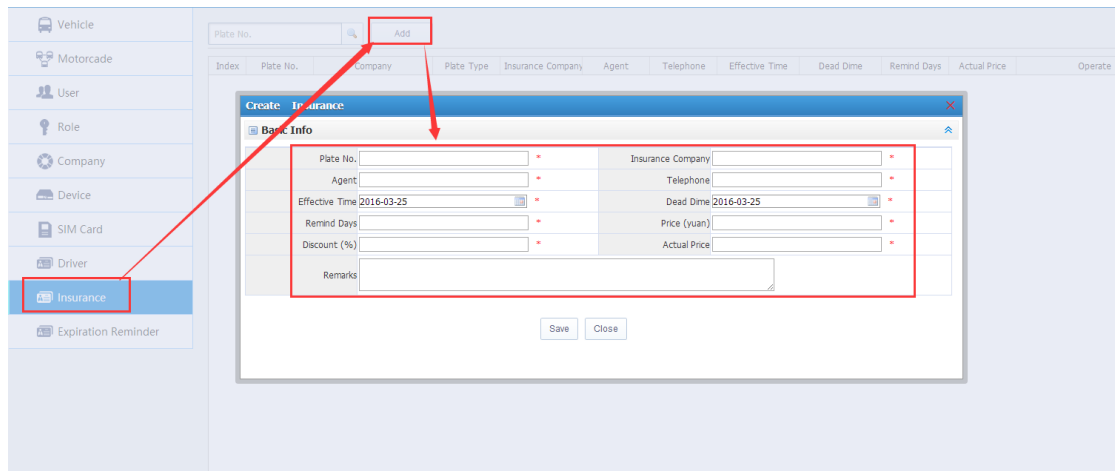 Vehicle
Motorcade
User
Role
Company
Device
SIM Card
Driver
Insurance
Expiration Reminder
Plate No. Add
Index Plate No. Company Plate Type Insurance Company Agent Telephone Effective Time Dead Dime Remind Days Actual Price Operate
Create Insurance
Basic Info
Plate No. * Insurance Company *
Agent * Telephone *
Effective Time 2016-03-25 * Dead Dime 2016-03-25 *
Remind Days * Price (yuan) *
Discount (%) * Actual Price *
Remarks
Save Close